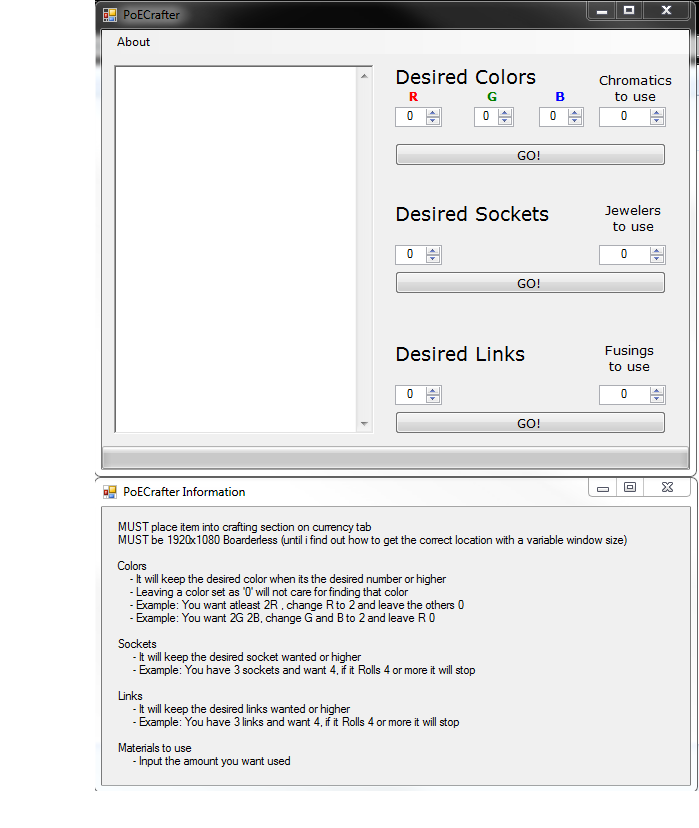 PoECrafter
About
Desired Colors
Chromatics
to use
R G B
0 0 0 0
GO!
Desired Sockets
Jewelers
to use
0 0
GO!
Desired Links
Fusings
to use
0 0
GO!
PoECrafter Information
MUST place item into crafting section on currency tab
MUST be 1920x1080 Boarderless (until i find out how to get the correct location with a variable window size)
Colors
- It will keep the desired color when its the desired number or higher
- Leaving a color set as '0' will not care for finding that color
- Example: You want atleast 2R , change R to 2 and leave the others 0
- Example: You want 2G 2B, change G and B to 2 and leave R 0
Sockets
- It will keep the desired socket wanted or higher
- Example: You have 3 sockets and want 4, if it Rolls 4 or more it will stop
Links
- It will keep the desired links wanted or higher
- Example: You have 3 links and want 4, if it Rolls 4 or more it will stop
Materials to use
- Input the amount you want used